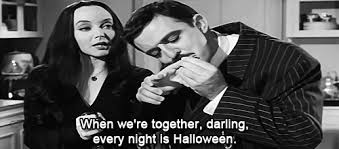 When we're together, darling,
every night is Halloween.